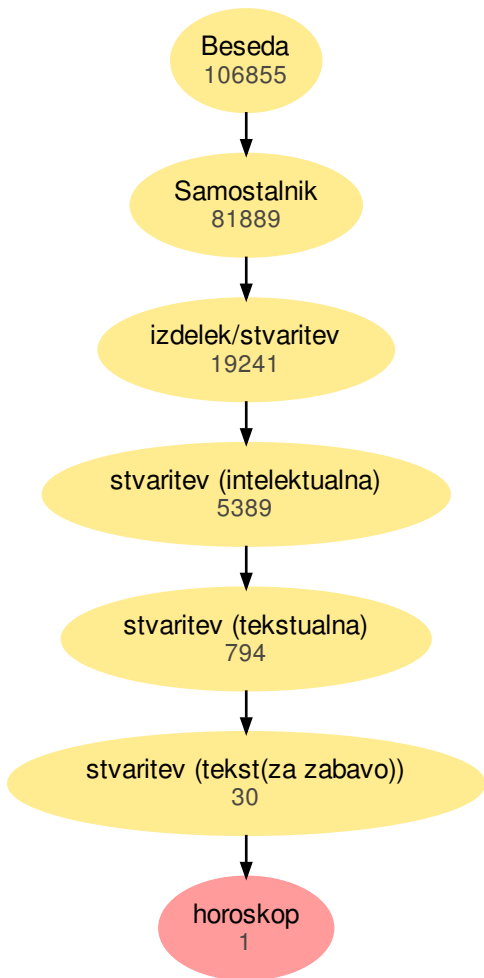 Beseda
106855
Samostalnik
81889
izdelek/stvaritev
19241
stvaritev (intelektualna)
5389
stvaritev (tekstualna)
794
stvaritev (tekst(za zabavo))
30
horoskop
1